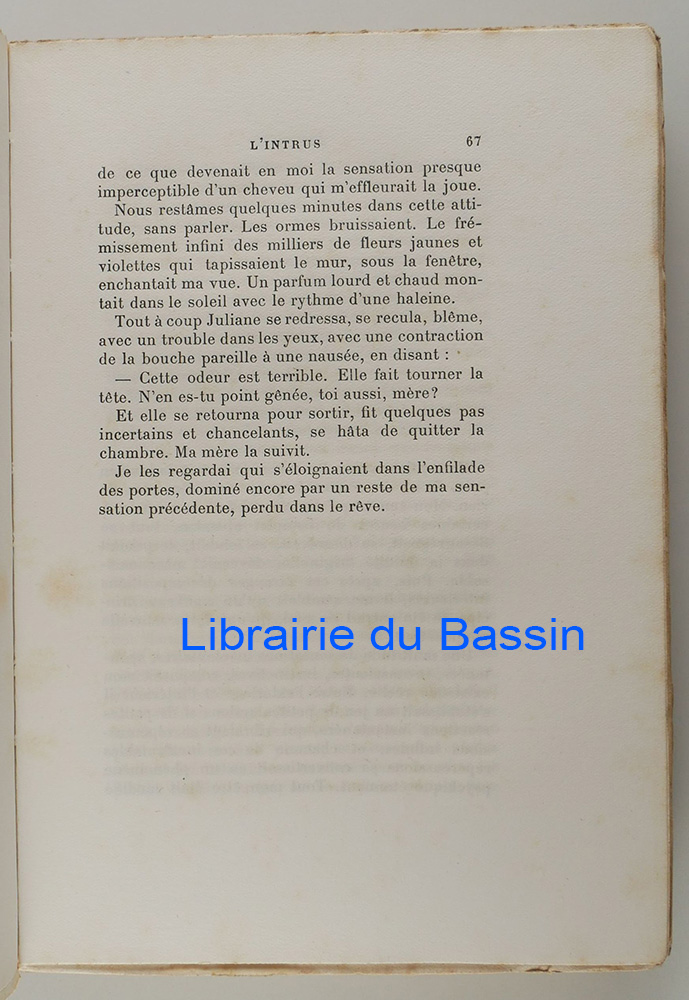 L'INTRUS 67
de ce que devenait en moi la sensation presque
imperceptible d'un cheveu qui m'effleurait la joue.
Nous restâmes quelques minutes dans cette atti-
tude, sans parler. Les ormes bruissaient. Le fré-
missement infini des milliers de fleurs jaunes et
violettes qui tapissaient le mur, sous la fenêtre,
enchantait ma vue. Un parfum lourd et chaud mon-
tait dans le soleil avec le rythme d'une haleine.
Tout à coup Juliane se redressa, se recula, blême,
avec un trouble dans les yeux, avec une contraction
de la bouche pareille à une nausée, en disant :
— Cette odeur est terrible. Elle fait tourner la
tête. N'en es-tu point gênée, toi aussi, mère?
Et elle se retourna pour sortir, fit quelques pas
incertains et chancelants, se hâta de quitter la
chambre. Ma mère la suivit.
Je les regardai qui s'éloignaient dans l'enfilade
des portes, dominé encore par un reste de ma sen-
sation précédente, perdu dans le rêve.
Librairie du Bassin